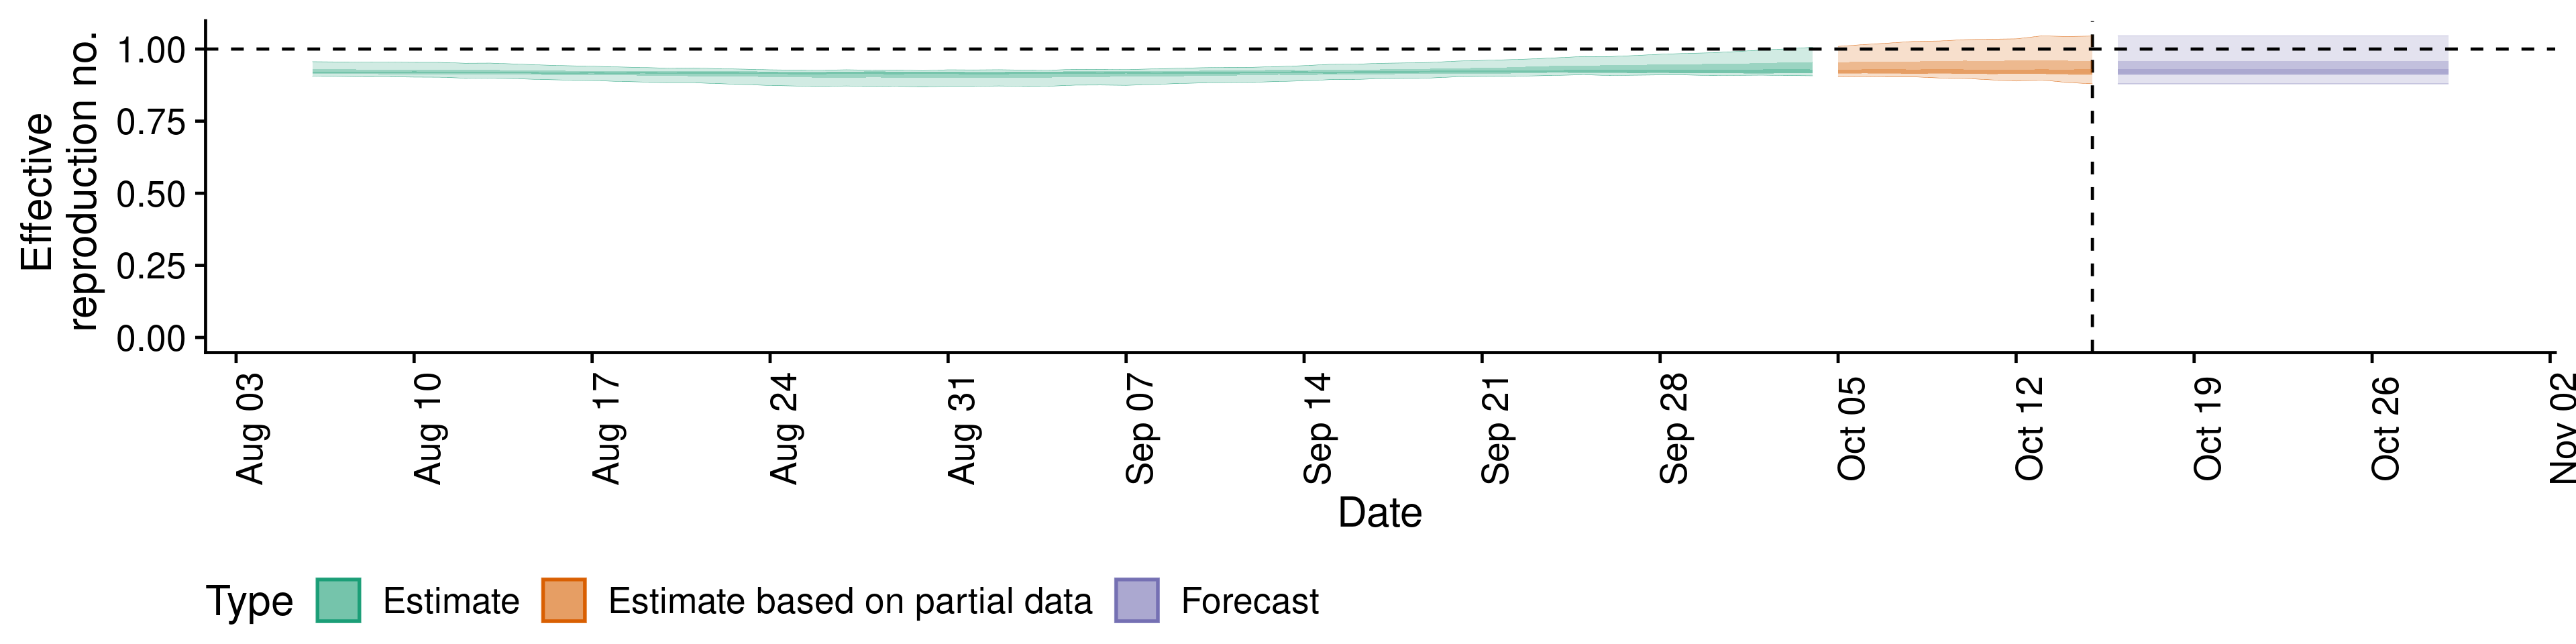 Effective
reproduction no.
1.00
0.75
0.50
0.25
0.00
Aug 03
Aug 10
Aug 17
Aug 24
Aug 31
Sep 07
Sep 14
Sep 21
Sep 28
Oct 05
Oct 12
Oct 19
Oct 26
Nov 02
Date
Type
Estimate
Estimate based on partial data
Forecast